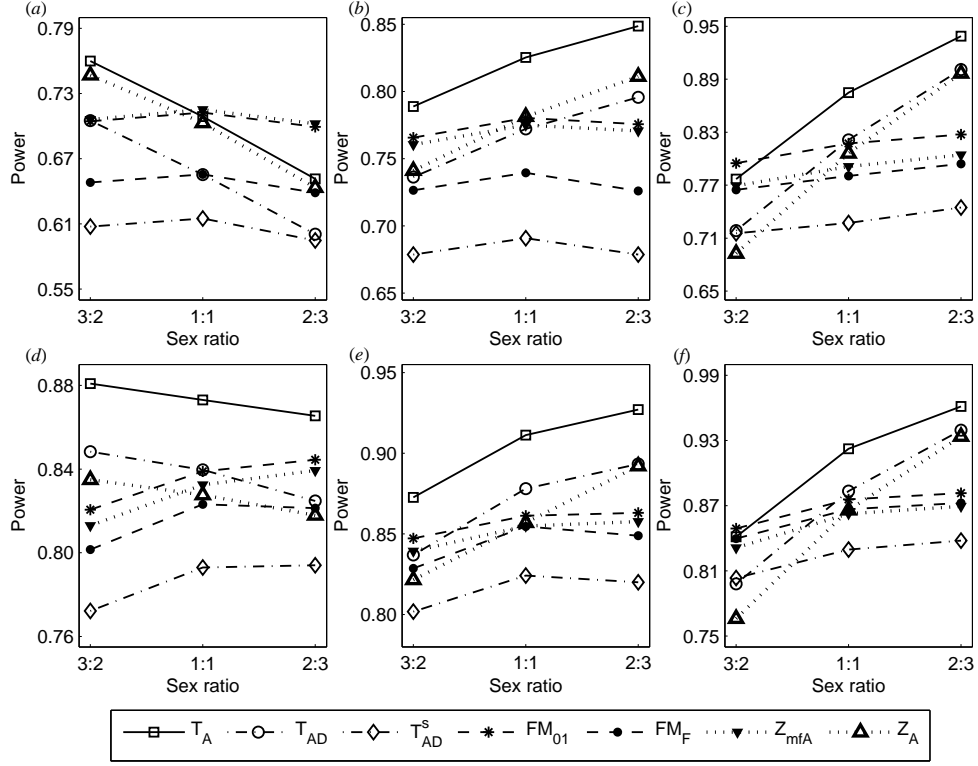 (a)
0.79
0.73
0.67
0.61
0.55
Power
3:2 1:1 2:3
Sex ratio
(b)
0.85
0.80
0.75
0.70
0.65
Power
3:2 1:1 2:3
Sex ratio
(c)
0.95
0.89
0.83
0.77
0.71
0.65
Power
3:2 1:1 2:3
Sex ratio
(d)
0.88
0.84
0.80
0.76
Power
3:2 1:1 2:3
Sex ratio
(e)
0.95
0.90
0.85
0.80
Power
3:2 1:1 2:3
Sex ratio
(f)
0.99
0.93
0.87
0.81
0.75
Power
3:2 1:1 2:3
Sex ratio
T_A T_AD T^s_AD FM_01 FM_F Z_mfA Z_A